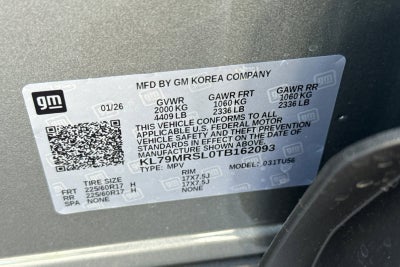 MFD BY GM KOREA COMPANY
gm 01/26 GVWR GAWR FRT GAWR RR
2000 KG 1060 KG 1060 KG
4409 LB 2336 LB 2336 LB
THIS VEHICLE CONFORMS TO ALL
APPLICABLE U.S. FEDERAL MOTOR
VEHICLE SAFETY AND THEFT PREVENTION
STANDARDS IN EFFECT ON THE DATE OF
MANUFACTURE SHOWN ABOVE.
KL79MRSL0TB162093
TYPE: MPV MODEL:
TIRE SIZE RIM
FRT 225/60R17 H 17X7.5J
RR 225/60R17 H 17X7.5J
SPA NONE NONE